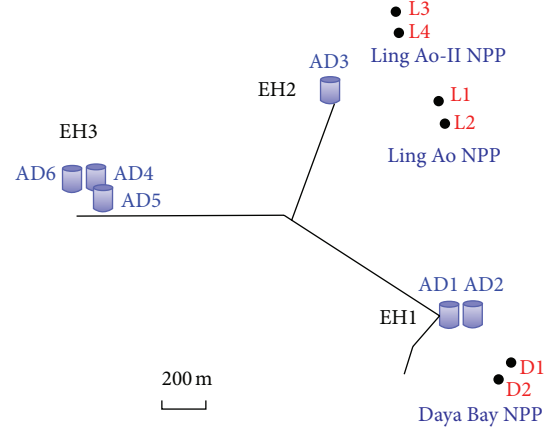 L3
L4
Ling Ao-II NPP
AD3
EH2
L1
L2
Ling Ao NPP
EH3
AD6
AD4
AD5
AD1 AD2
EH1
D1
D2
Daya Bay NPP
200 m